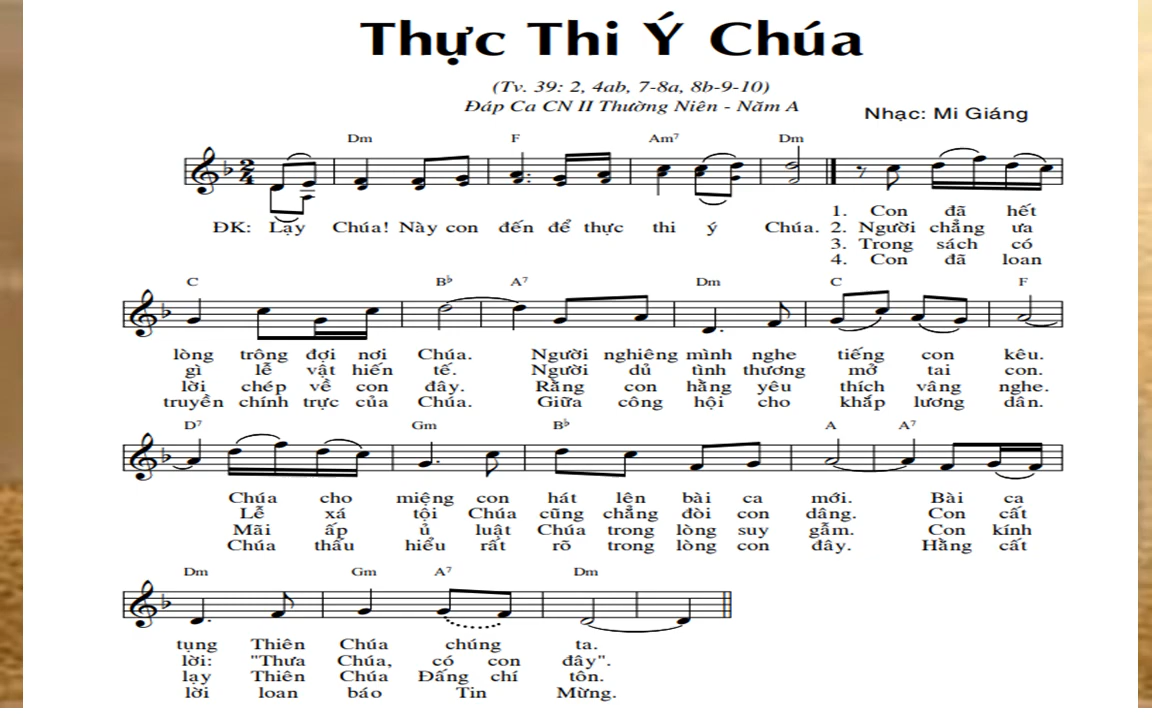 Thực Thi Ý Chúa
(Tv. 39: 2, 4ab, 7-8a, 8b-9-10)
Đáp Ca CN II Thường Niên - Năm A
Nhạc: Mi Giáng
Dm F Am7 Dm
1. Con đã hết
ĐK: Lạy Chúa! Này con đến để thực thi ý Chúa. 2. Người chẳng ưa
3. Trong sách có
4. Con đã loan
C Bb A7 Dm C F
lòng trông đợi nơi Chúa. Người nghiêng mình nghe tiếng con kêu.
gì lễ vật hiến tế. Người dủ tình thương mở tai con.
lời chép về con đây. Rằng con hằng yêu thích vâng nghe.
truyền chính trực của Chúa. Giữa công hội cho khắp lương dân.
D7 Gm Bb A A7
Chúa cho miệng con hát lên bài ca mới. Bài ca
Lễ xá tội Chúa cũng chẳng đòi con dâng. Con cất
Mãi ấp ủ luật Chúa trong lòng suy gẫm. Con kính
Chúa thấu hiểu rất rõ trong lòng con đây. Hằng cất
Dm Gm A7 Dm
tụng Thiên Chúa chúng ta.
lời: "Thưa Chúa, có con đây".
lạy Thiên Chúa Đấng chí tôn.
lời loan báo Tin Mừng.